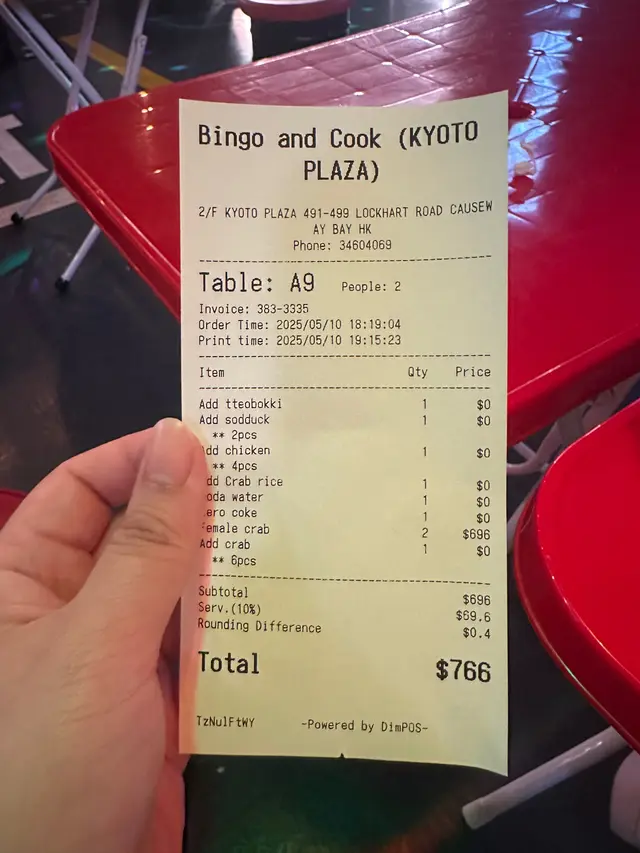 Bingo and Cook (KYOTO
PLAZA)
2/F KYOTO PLAZA 491-499 LOCKHART ROAD CAUSEW
AY BAY HK
Phone: 34604069
Table: A9 People: 2
Invoice: 383-3335
Order Time: 2025/05/10 18:19:04
Print time: 2025/05/10 19:15:23
Item Qty Price
Add tteobokki 1 $0
Add sodduck 1 $0
** 2pcs
Add chicken 1 $0
** 4pcs
dd Crab rice 1 $0
oda water 1 $0
ero coke 1 $0
emale crab 2 $696
Add crab 1 $0
** 6pcs
Subtotal $696
Serv.(10%) $69.6
Rounding Difference $0.4
Total $766
TzNulFtWY -Powered by DimPOS-